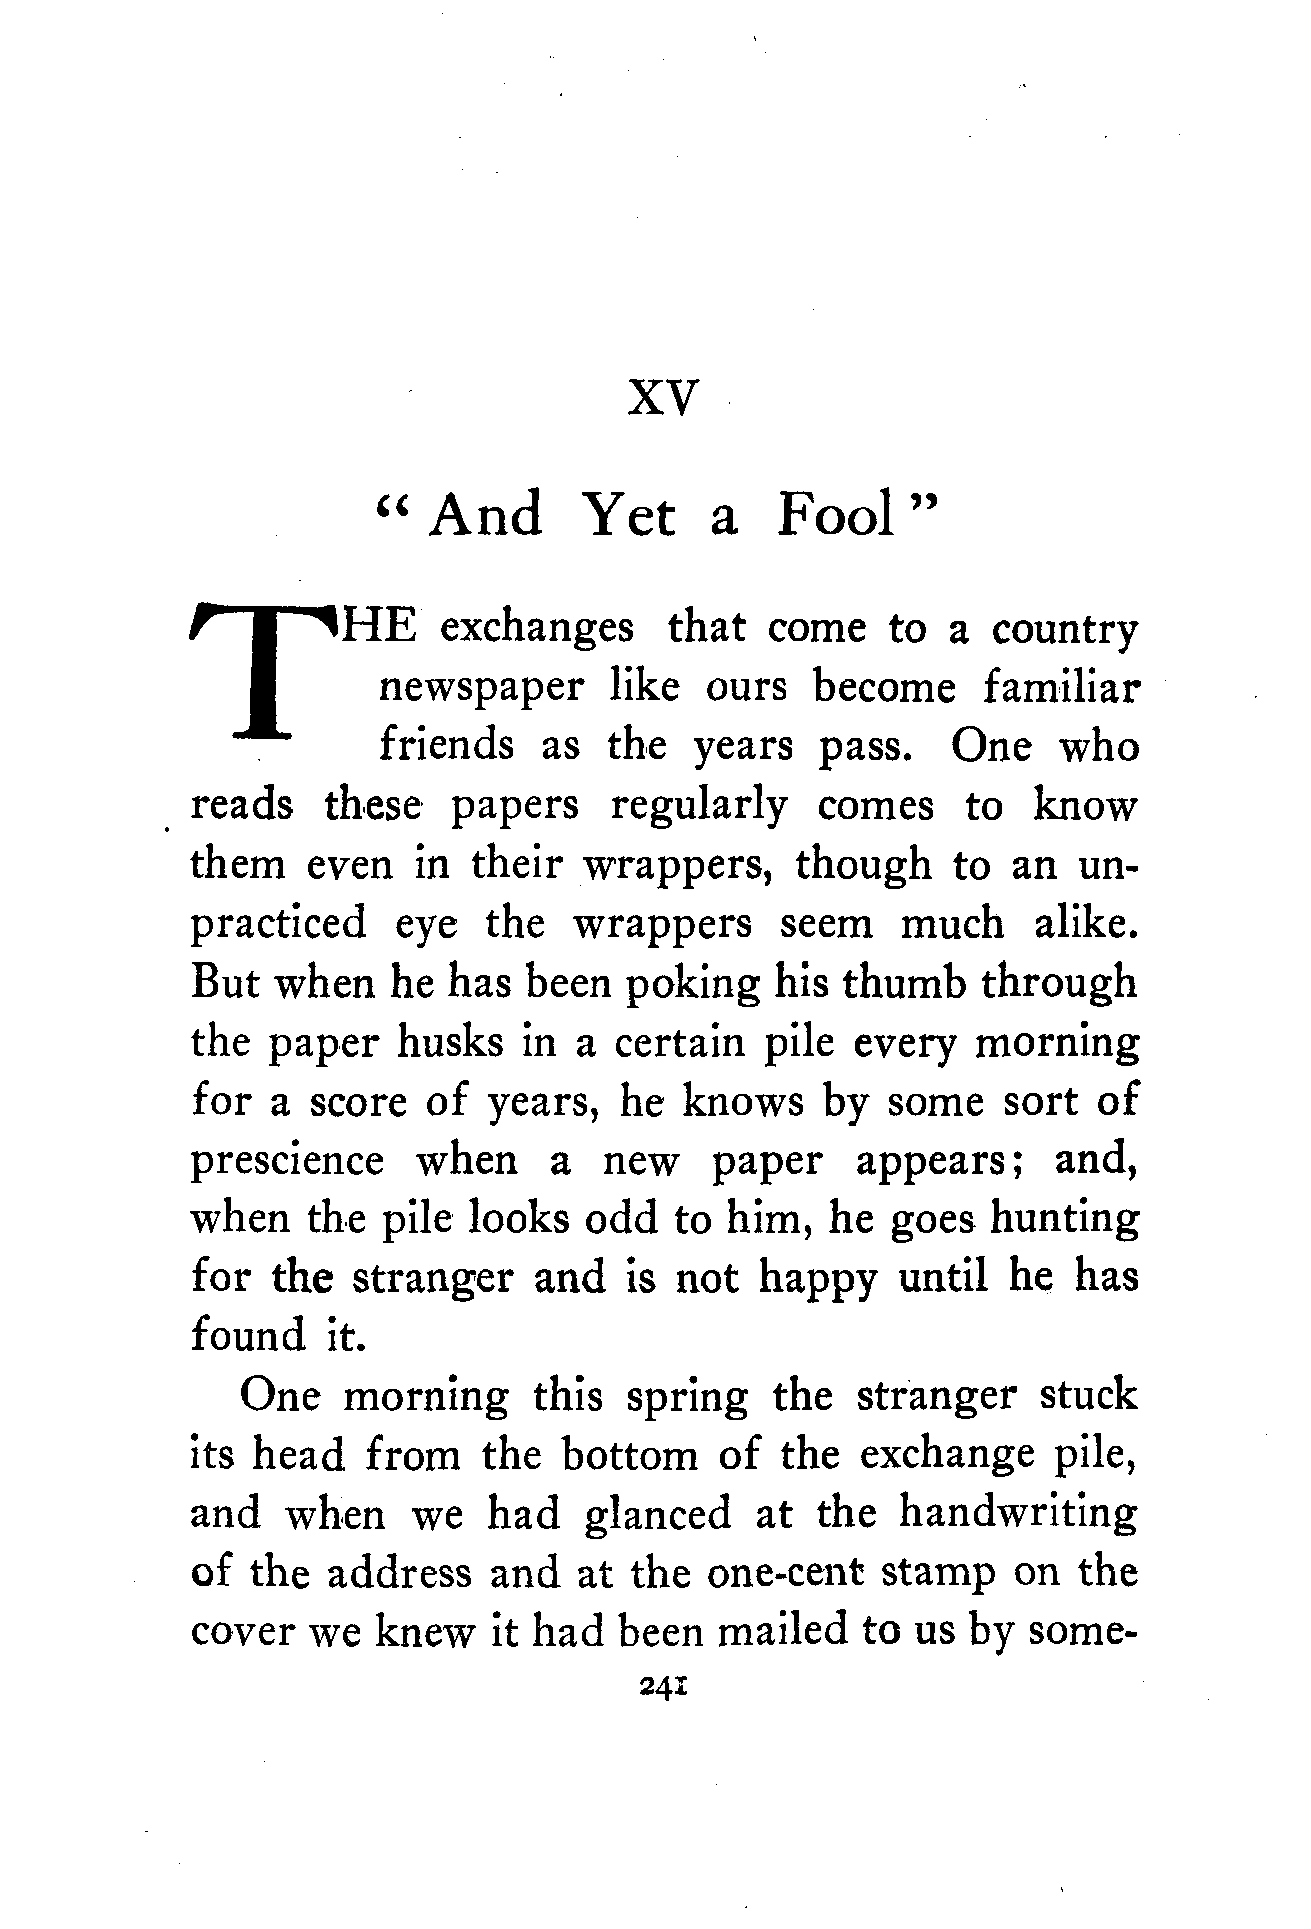 XV
“ And Yet a Fool ”
THE exchanges that come to a country
newspaper like ours become familiar
friends as the years pass. One who
reads these papers regularly comes to know
them even in their wrappers, though to an un-
practiced eye the wrappers seem much alike.
But when he has been poking his thumb through
the paper husks in a certain pile every morning
for a score of years, he knows by some sort of
prescience when a new paper appears; and,
when the pile looks odd to him, he goes hunting
for the stranger and is not happy until he has
found it.
One morning this spring the stranger stuck
its head from the bottom of the exchange pile,
and when we had glanced at the handwriting
of the address and at the one-cent stamp on the
cover we knew it had been mailed to us by some-
241